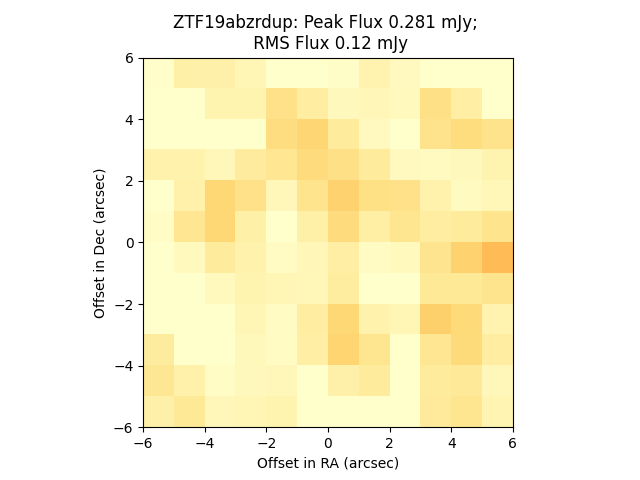 ZTF19abzrdup: Peak Flux 0.281 mJy;
RMS Flux 0.12 mJy
6
4
2
0
−2
−4
−6
Offset in Dec (arcsec)
−6 −4 −2 0 2 4 6
Offset in RA (arcsec)